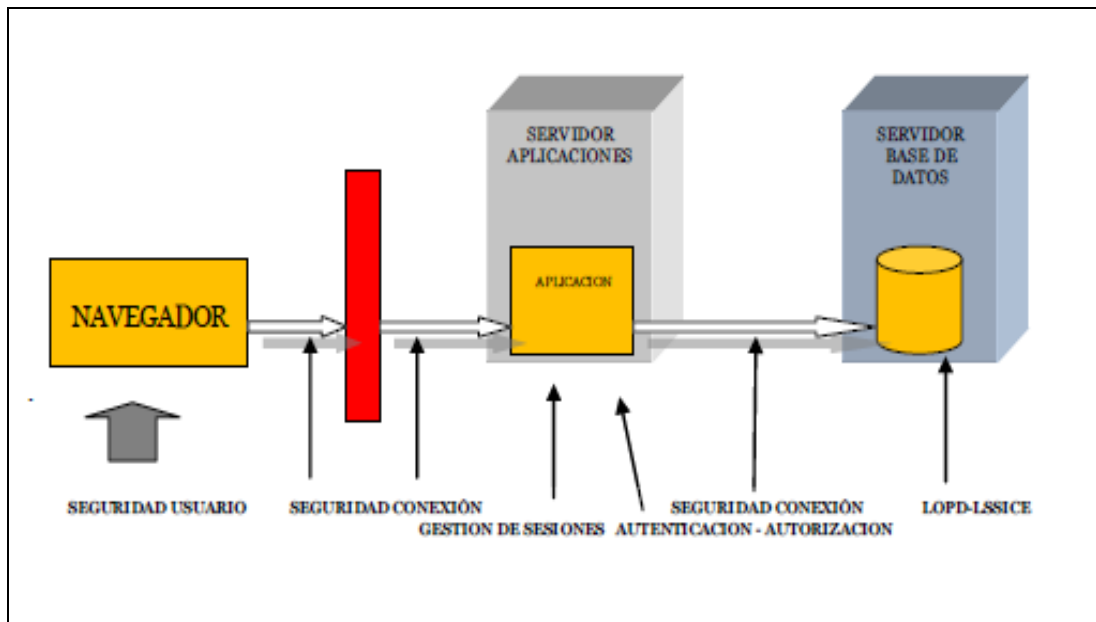 SERVIDOR
APLICACIONES
SERVIDOR
BASE DE
DATOS
APLICACION
NAVEGADOR
SEGURIDAD USUARIO
SEGURIDAD CONEXIÓN
SEGURIDAD CONEXIÓN
LOPD-LSSICE
GESTION DE SESIONES
AUTENTICACION - AUTORIZACION